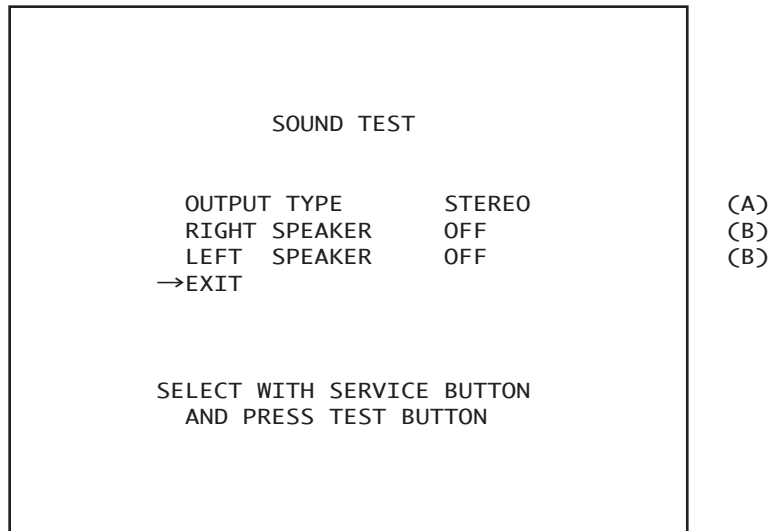 SOUND TEST
OUTPUT TYPE STEREO (A)
RIGHT SPEAKER OFF (B)
LEFT SPEAKER OFF (B)
→EXIT
SELECT WITH SERVICE BUTTON
AND PRESS TEST BUTTON